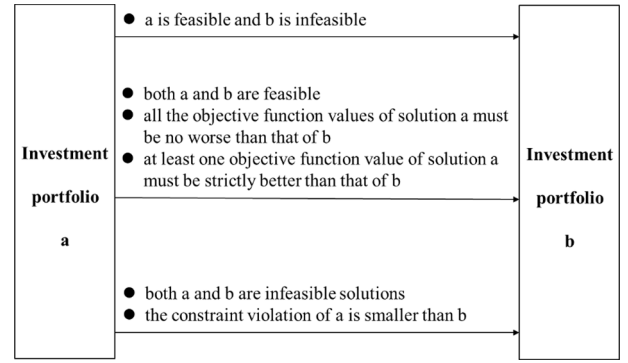 ● a is feasible and b is infeasible
● both a and b are feasible
● all the objective function values of solution a must
be no worse than that of b
● at least one objective function value of solution a
must be strictly better than that of b
Investment
portfolio
a
Investment
portfolio
b
● both a and b are infeasible solutions
● the constraint violation of a is smaller than b